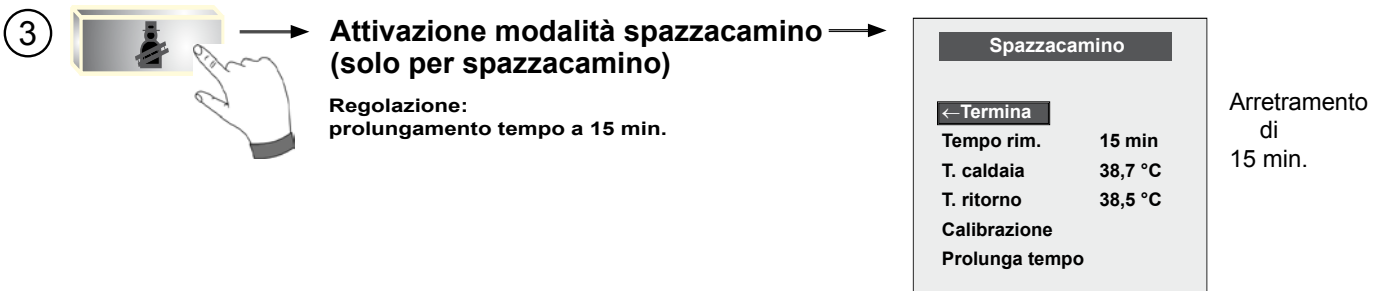 3
Attivazione modalità spazzacamino
(solo per spazzacamino)
Regolazione:
prolungamento tempo a 15 min.
Spazzacamino
←Termina
Tempo rim. 15 min
T. caldaia 38,7 °C
T. ritorno 38,5 °C
Calibrazione
Prolunga tempo
Arretramento
di
15 min.